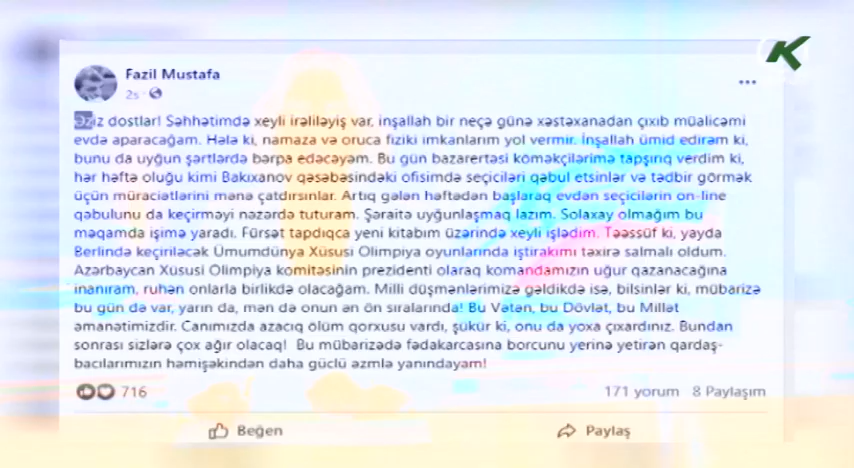 K
Fazil Mustafa
2s
Əziz dostlar! Səhhətimdə xeyli irəliləyiş var, inşallah bir neçə günə xəstəxanadan çıxıb müalicəmi
evdə aparacağam. Hələ ki, namaza və oruca fiziki imkanlarım yol vermir. İnşallah ümid edirəm ki,
bunu da uyğun şərtlərdə bərpa edəcəyəm. Bu gün bazarertəsi köməkçilərimə tapşırıq verdim ki,
hər həftə oluğu kimi Bakıxanov qəsəbəsindəki ofisimdə seçiciləri qəbul etsinlər və tədbir görmək
üçün müraciətlərini mənə çatdırsınlar. Artıq gələn həftədən başlaraq evdən seçicilərin on-line
qəbulunu da keçirməyi nəzərdə tuturam. Şəraitə uyğunlaşmaq lazım. Solaxay olmağım bu
məqamda işimə yaradı. Fürsət tapdıqca yeni kitabım üzərində xeyli işlədim. Təəssüf ki, yayda
Berlində keçiriləcək Ümumdünya Xüsusi Olimpiya oyunlarında iştirakımı təxirə salmalı oldum.
Azərbaycan Xüsusi Olimpiya komitəsinin prezidenti olaraq komandamızın uğur qazanacağına
inanıram, ruhən onlarla birlikdə olacağam. Milli düşmənlərimizə gəldikdə isə, bilsinlər ki, mübarizə
bu gün də var, yarın da, mən də onun ən ön sıralarında! Bu Vətən, bu Dövlət, bu Millət
əmanətimizdir. Canımızda azacıq ölüm qorxusu vardı, şükür ki, onu da yoxa çıxardınız. Bundan
sonrası sizlərə çox ağır olacaq! Bu mübarizədə fədakarcasına borcunu yerinə yetirən qardaş-
bacılarımızın həmişəkindən daha güclü əzmlə yanındayam!
716 171 yorum 8 Paylaşım
Beğen Paylaş